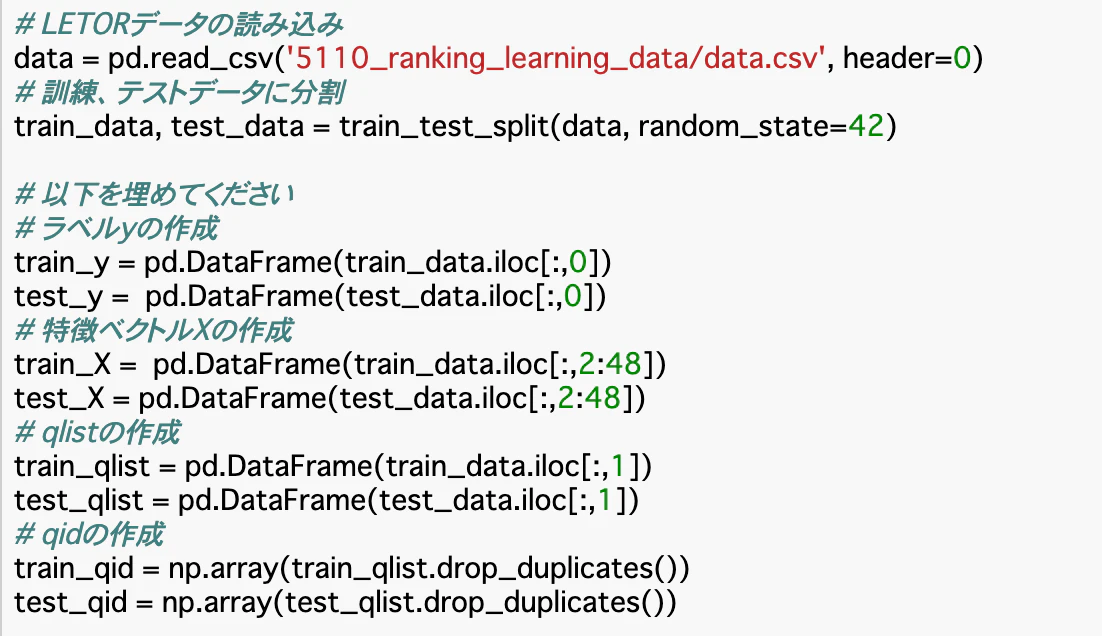 # LETORデータの読み込み
data = pd.read_csv('5110_ranking_learning_data/data.csv', header=0)
# 訓練、テストデータに分割
train_data, test_data = train_test_split(data, random_state=42)
# 以下を埋めてください
# ラベルyの作成
train_y = pd.DataFrame(train_data.iloc[:,0])
test_y =  pd.DataFrame(test_data.iloc[:,0])
# 特徴ベクトルXの作成
train_X =  pd.DataFrame(train_data.iloc[:,2:48])
test_X = pd.DataFrame(test_data.iloc[:,2:48])
# qlistの作成
train_qlist = pd.DataFrame(train_data.iloc[:,1])
test_qlist = pd.DataFrame(test_data.iloc[:,1])
# qidの作成
train_qid = np.array(train_qlist.drop_duplicates())
test_qid = np.array(test_qlist.drop_duplicates())